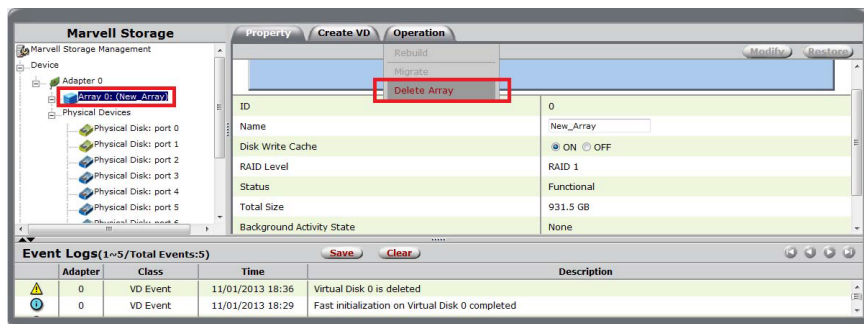 Marvell Storage
Property
Create VD
Operation
Marvell Storage Management
Rebuild
Modify
Restore
Device
Migrate
Adapter 0
Delete Array
Array 0: (New_Array)
ID 0
Physical Devices
Name New_Array
Physical Disk: port 0
Disk Write Cache ON OFF
Physical Disk: port 1
RAID Level RAID 1
Physical Disk: port 2
Status Functional
Physical Disk: port 3
Total Size 931.5 GB
Physical Disk: port 4
Background Activity State None
Physical Disk: port 5
Physical Disk: port 6
Event Logs(1~5/Total Events:5)
Save
Clear
Adapter Class Time Description
0 VD Event 11/01/2013 18:36 Virtual Disk 0 is deleted
0 VD Event 11/01/2013 18:29 Fast initialization on Virtual Disk 0 completed